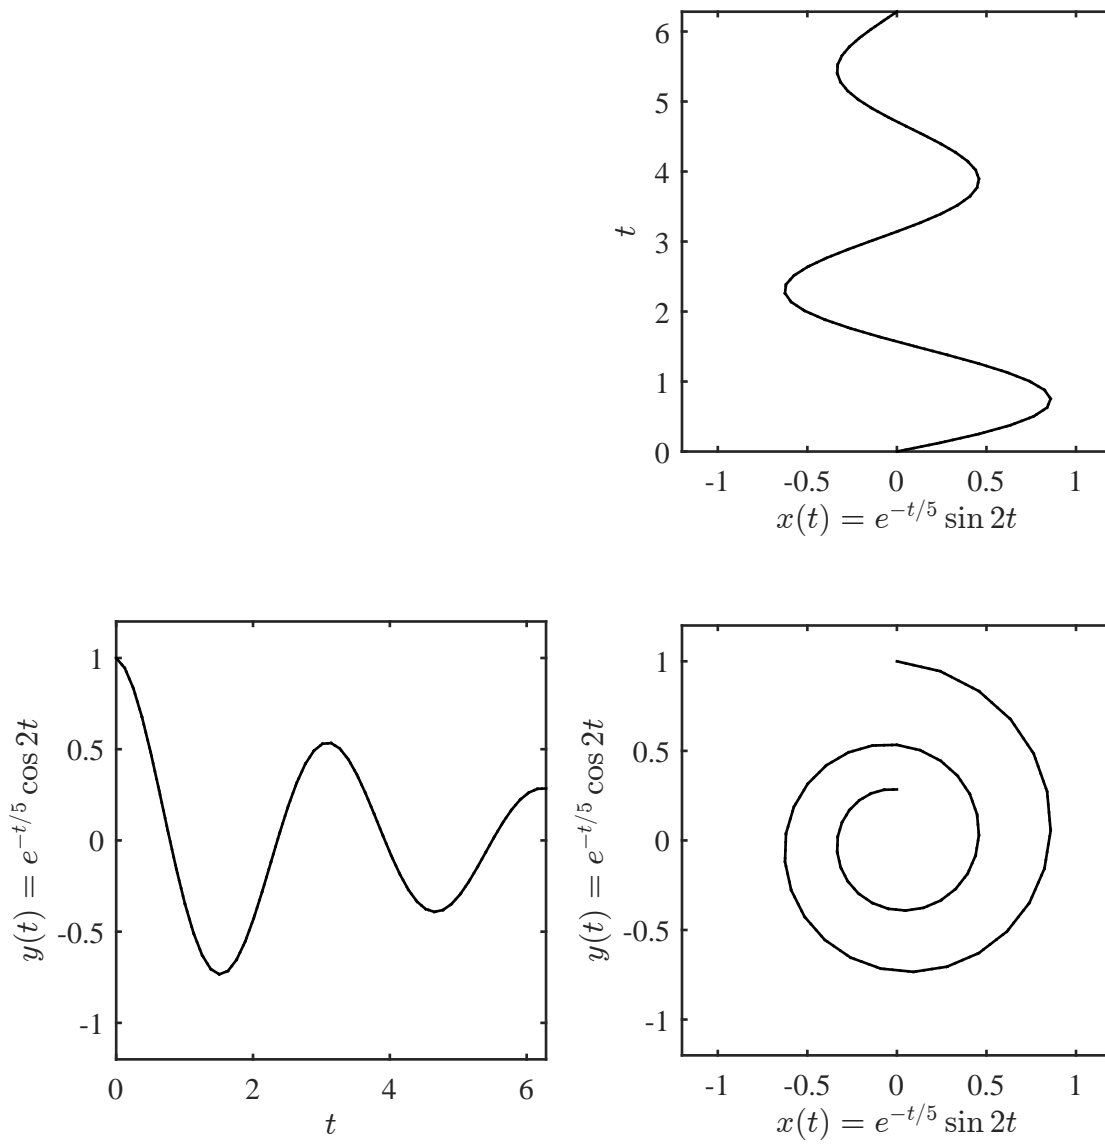 6
5
4
3
2
1
0
t
-1 -0.5 0 0.5 1
x(t) = e^{-t/5} sin 2t
1
0.5
0
-0.5
-1
y(t) = e^{-t/5} cos 2t
0 2 4 6
t
1
0.5
0
-0.5
-1
y(t) = e^{-t/5} cos 2t
-1 -0.5 0 0.5 1
x(t) = e^{-t/5} sin 2t